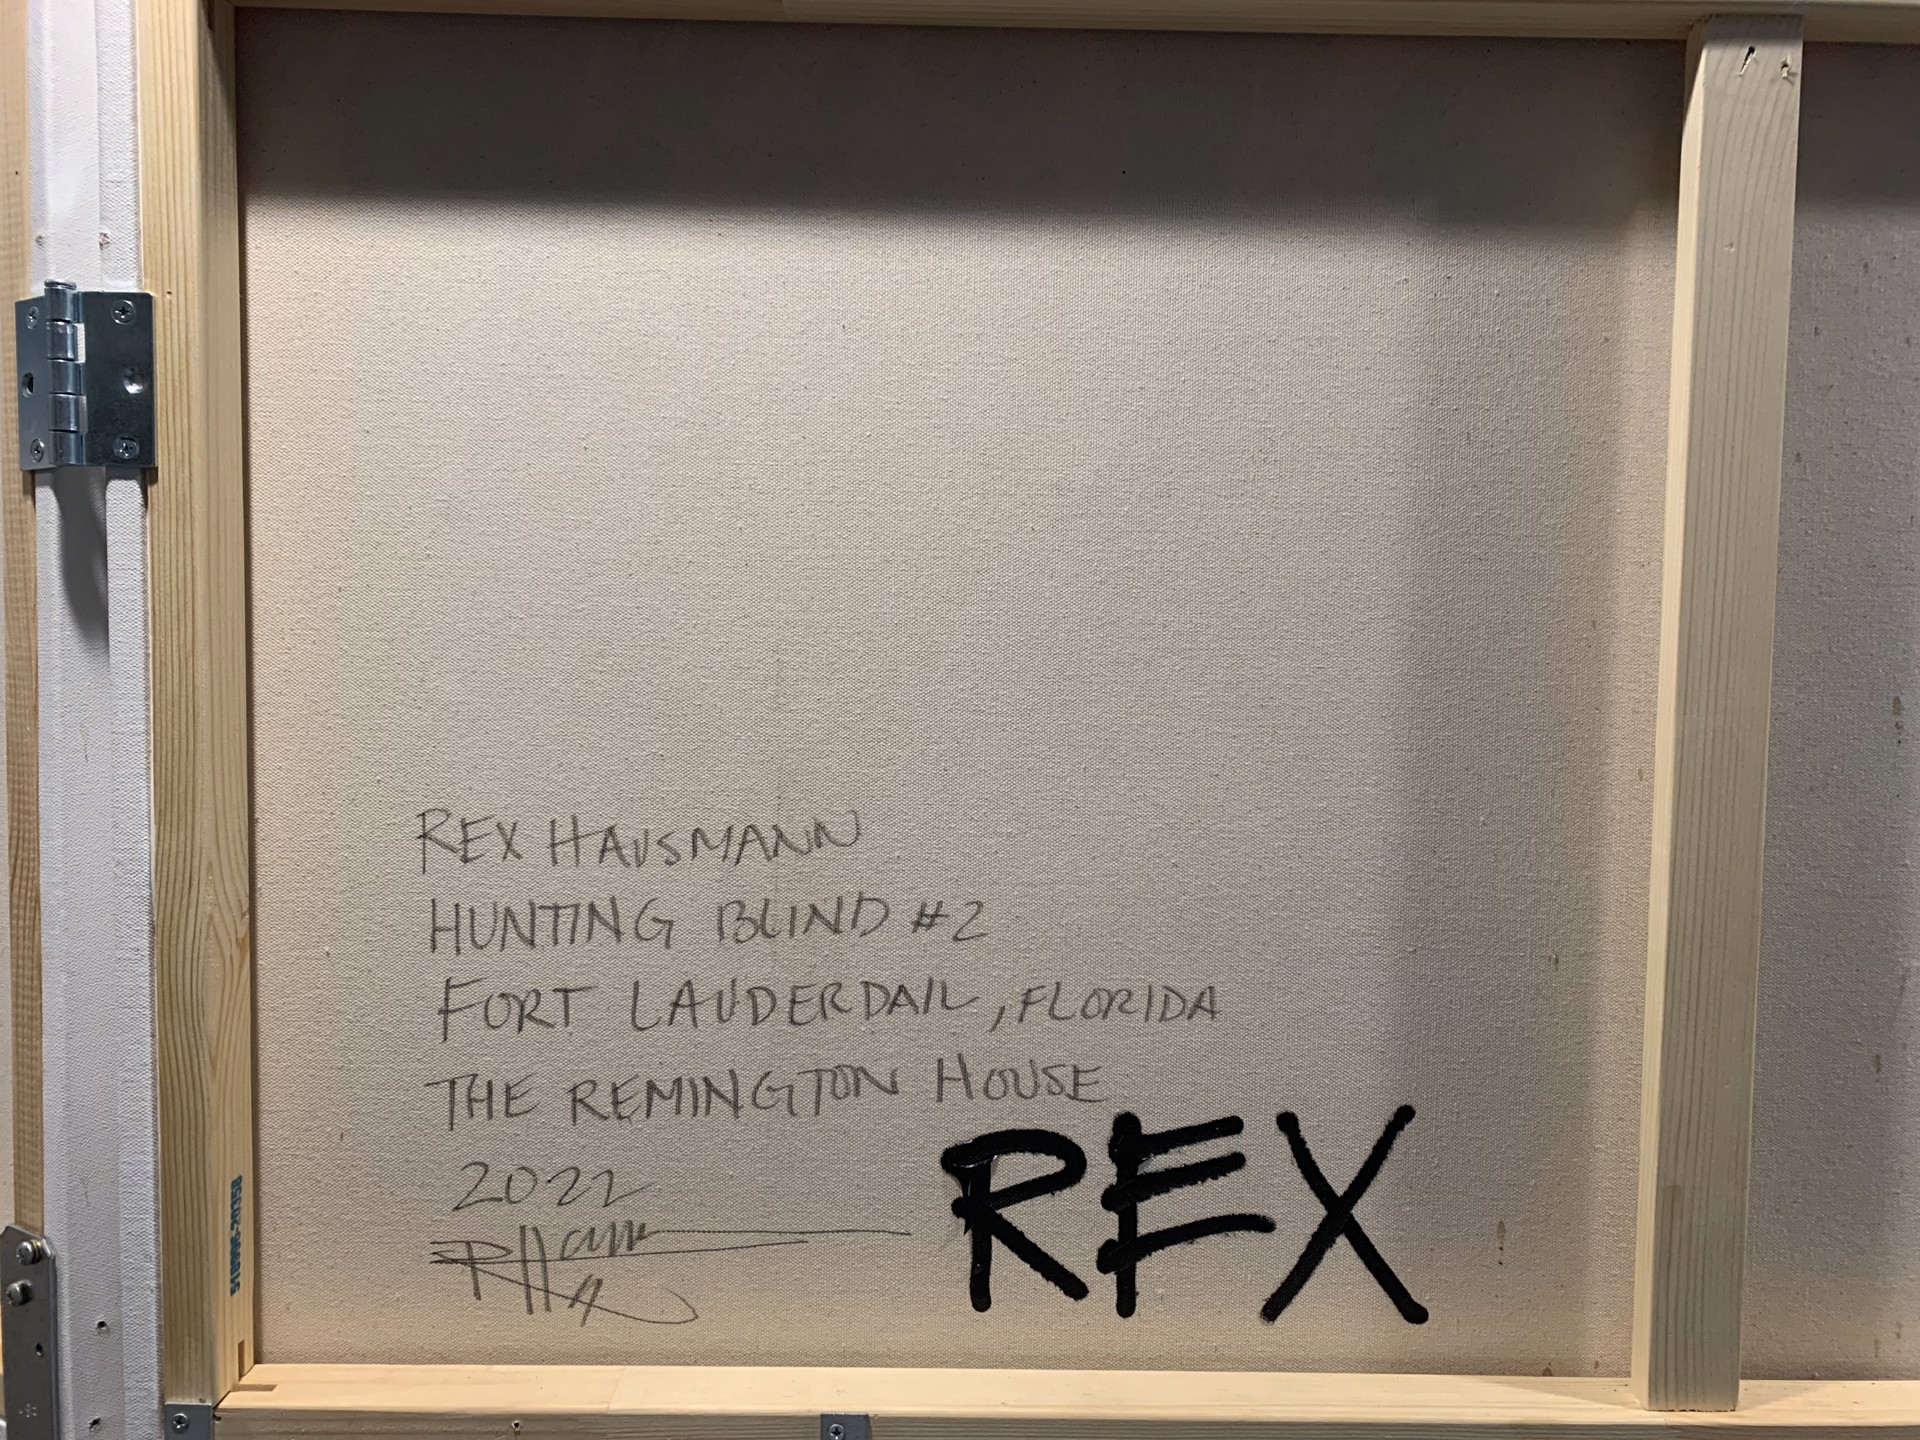 REX HAUSMANN
HUNTING BLIND #2
FORT LAUDERDAIL, FLORIDA
THE REMINGTON HOUSE
2022
REX